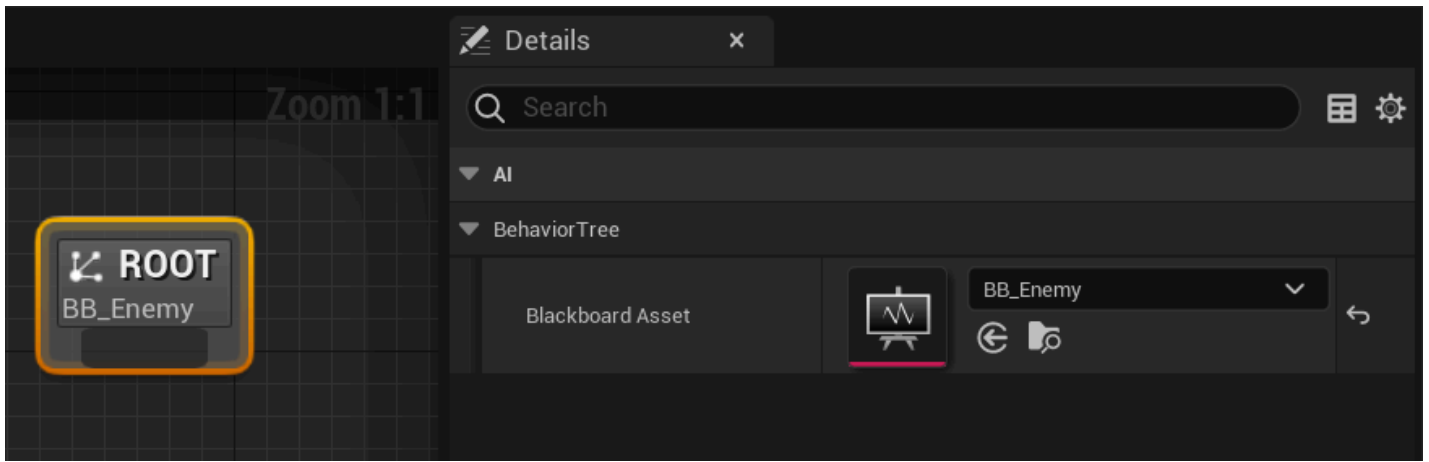 Details
Zoom 1:1
Search
AI
BehaviorTree
ROOT
BB_Enemy
Blackboard Asset
BB_Enemy